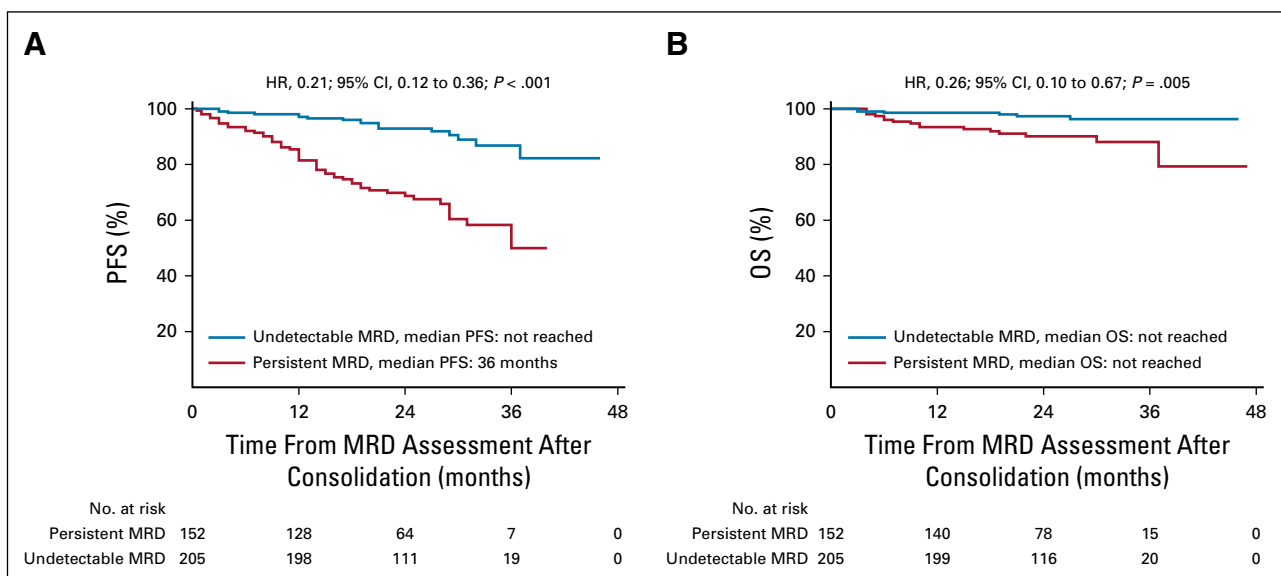 A
HR, 0.21; 95% CI, 0.12 to 0.36; P < .001
100
80
60
40
20
PFS (%)
Undetectable MRD, median PFS: not reached
Persistent MRD, median PFS: 36 months
0 12 24 36 48
Time From MRD Assessment After
Consolidation (months)
No. at risk
Persistent MRD 152 128 64 7 0
Undetectable MRD 205 198 111 19 0
B
HR, 0.26; 95% CI, 0.10 to 0.67; P = .005
100
80
60
40
20
OS (%)
Undetectable MRD, median OS: not reached
Persistent MRD, median OS: not reached
0 12 24 36 48
Time From MRD Assessment After
Consolidation (months)
No. at risk
Persistent MRD 152 140 78 15 0
Undetectable MRD 205 199 116 20 0